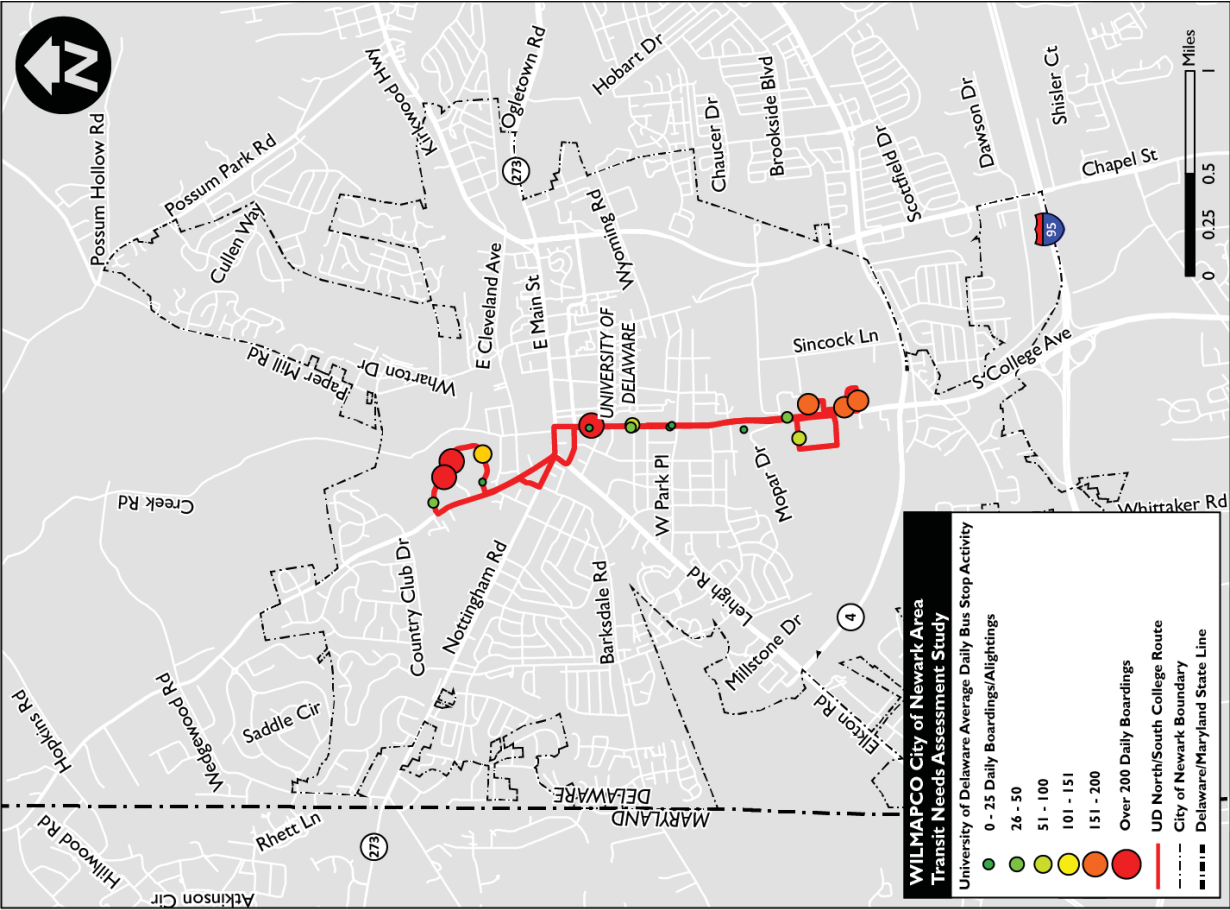 N
Possum Hollow Rd
Possum Park Rd
Cullen Way
Kirkwood Hwy
Ogletown Rd
Hobart Dr
273
Chaucer Dr
Brookside Blvd
Scottfield Dr
Dawson Dr
Shisler Ct
Chapel St
95
Wyoming Rd
E Cleveland Ave
E Main St
UNIVERSITY OF
DELAWARE
Sincock Ln
S College Ave
Paper Mill Rd
Wharton Dr
Creek Rd
W Park Pl
Mopar Dr
Whittaker Rd
Country Club Dr
Nottingham Rd
Barksdale Rd
Lehigh Rd
Millstone Dr
4
Elkton Rd
Hopkins Rd
Wedgewood Rd
Saddle Cir
Rhett Ln
273
Hillwood Rd
Atkinson Cir
DELAWARE
MARYLAND
0 0.25 0.5 1
Miles
WILMAPCO City of Newark Area
Transit Needs Assessment Study
University of Delaware Average Daily Bus Stop Activity
0 - 25 Daily Boardings/Alightings
26 - 50
51 - 100
101 - 151
151 - 200
Over 200 Daily Boardings
UD North/South College Route
City of Newark Boundary
Delaware/Maryland State Line